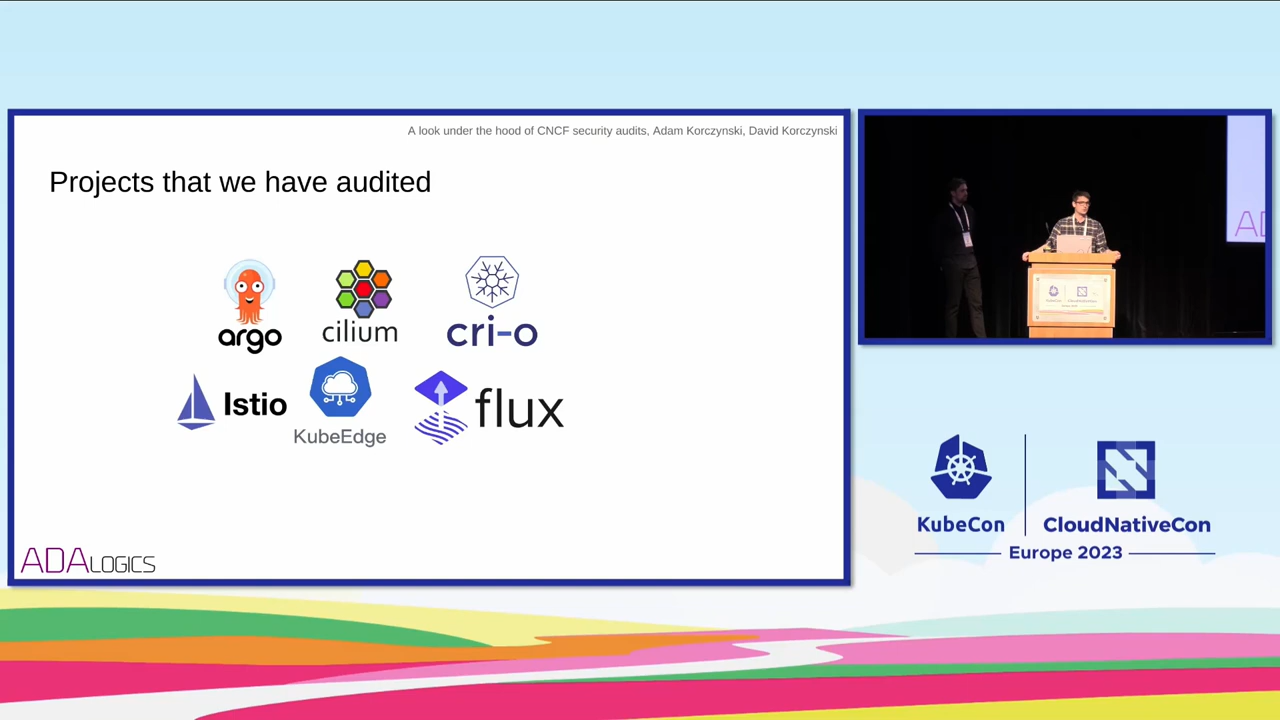 A look under the hood of CNCF security audits, Adam Korczynski, David Korczynski
Projects that we have audited
argo
cilium
cri-o
Istio
KubeEdge
flux
ADALOGICS
AD
KubeCon
CloudNativeCon
Europe 2023